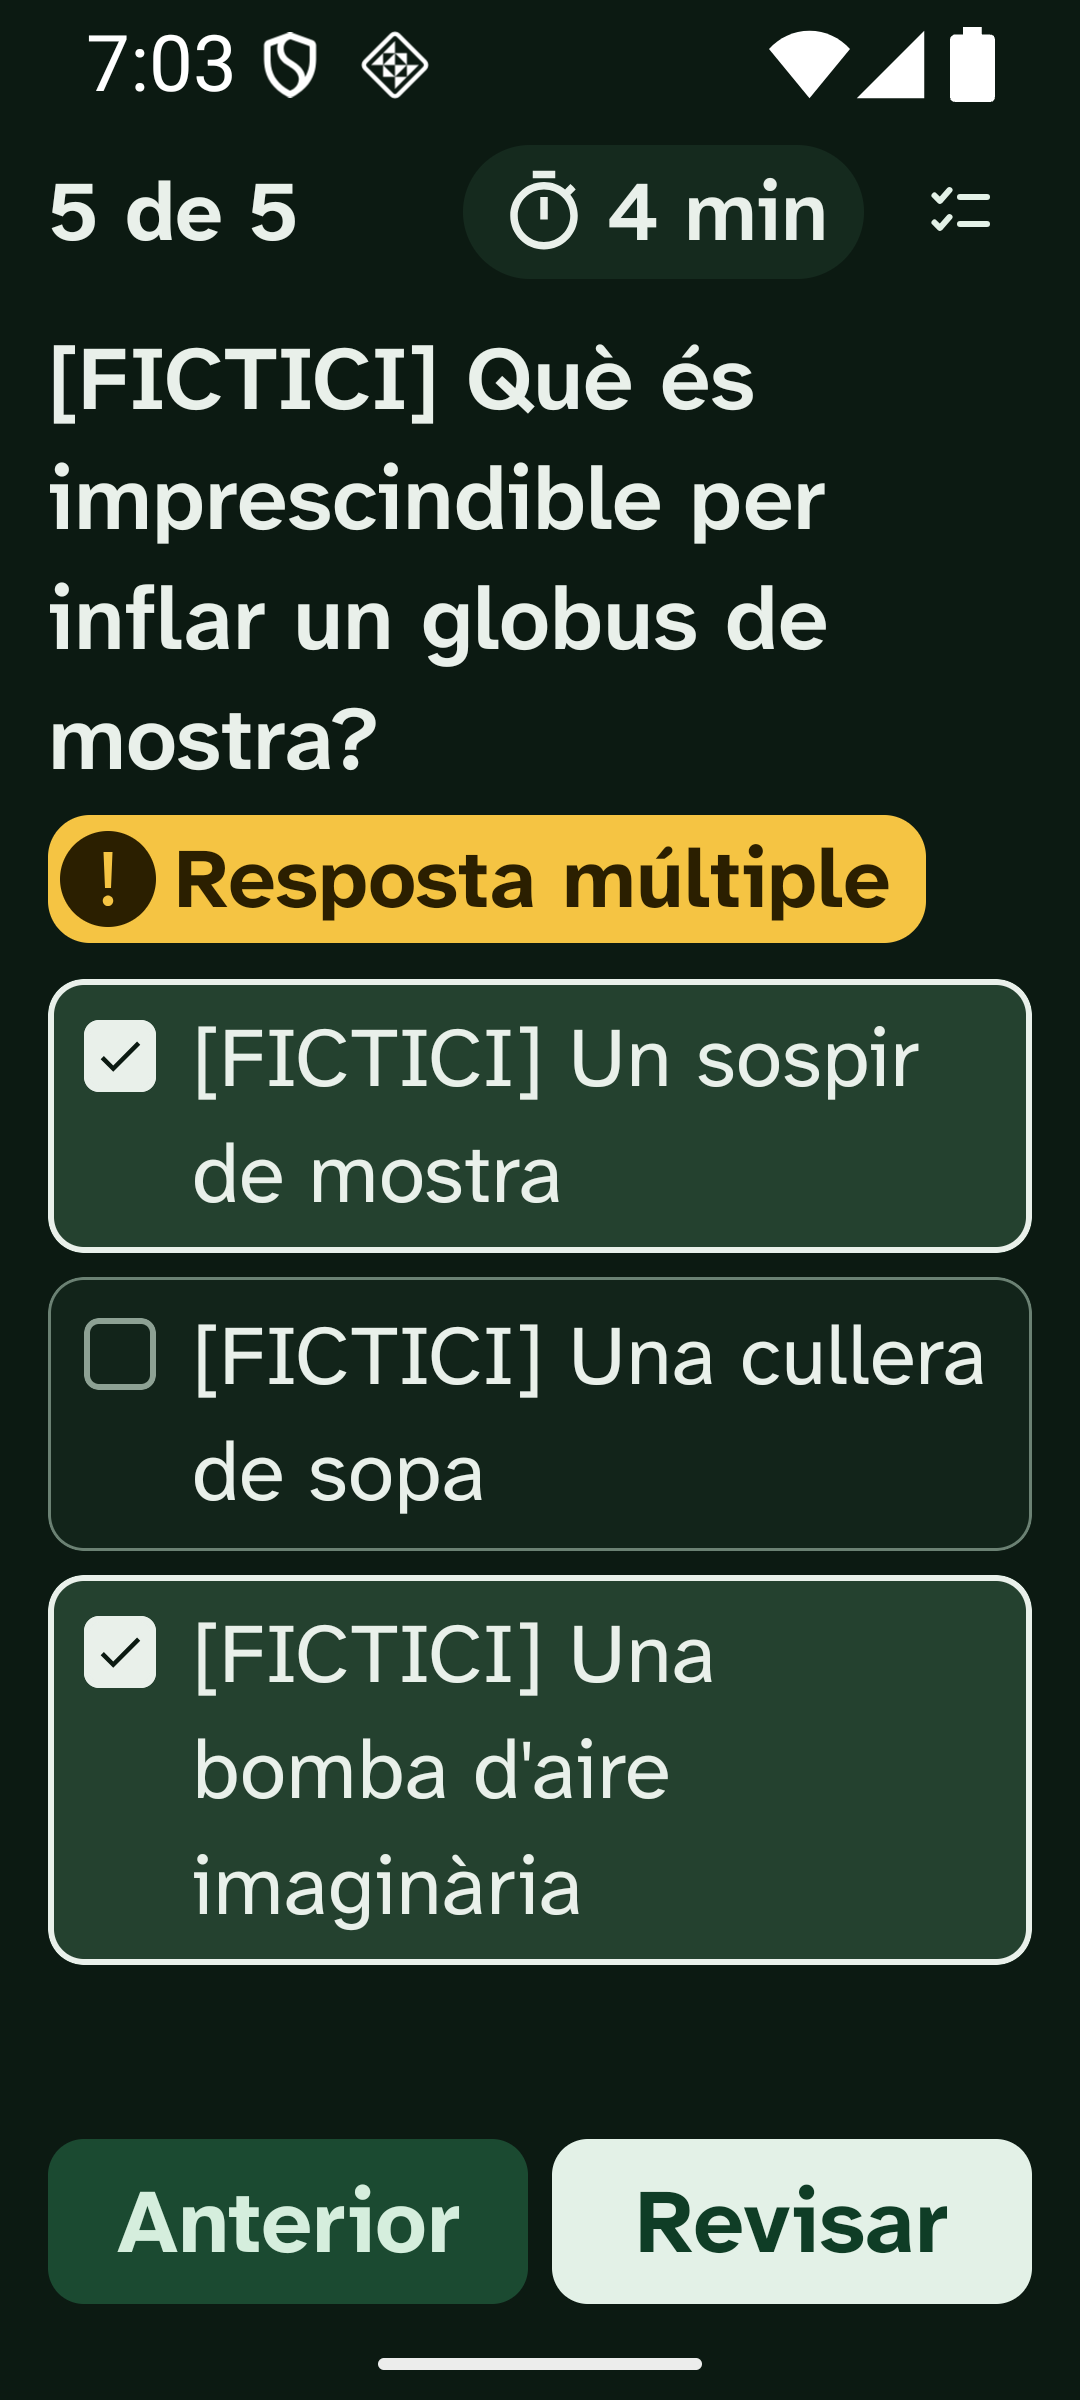 7:03
5 de 5
4 min
[FICTICI] Què és
imprescindible per
inflar un globus de
mostra?
! Resposta múltiple
[FICTICI] Un sospir
de mostra
[FICTICI] Una cullera
de sopa
[FICTICI] Una
bomba d'aire
imaginària
Anterior
Revisar